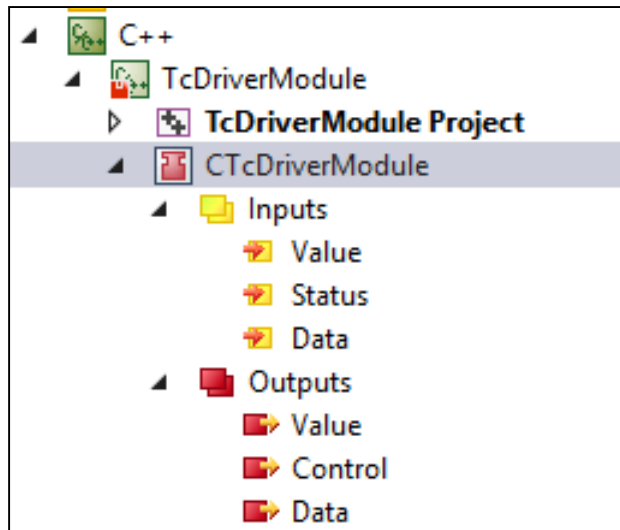 C++
TcDriverModule
TcDriverModule Project
CTcDriverModule
Inputs
Value
Status
Data
Outputs
Value
Control
Data